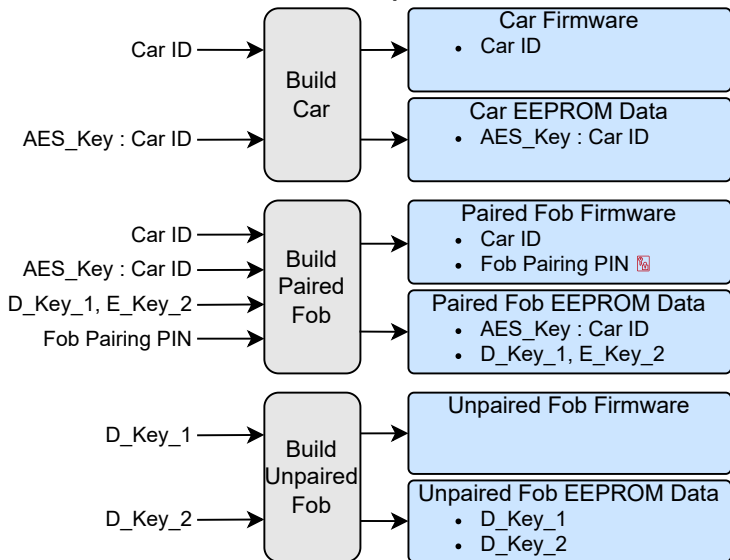 Car ID
AES_Key : Car ID
Build
Car
Car Firmware
• Car ID
Car EEPROM Data
• AES_Key : Car ID
Car ID
AES_Key : Car ID
D_Key_1, E_Key_2
Fob Pairing PIN
Build
Paired
Fob
Paired Fob Firmware
• Car ID
• Fob Pairing PIN
Paired Fob EEPROM Data
• AES_Key : Car ID
• D_Key_1, E_Key_2
D_Key_1
D_Key_2
Build
Unpaired
Fob
Unpaired Fob Firmware
Unpaired Fob EEPROM Data
• D_Key_1
• D_Key_2